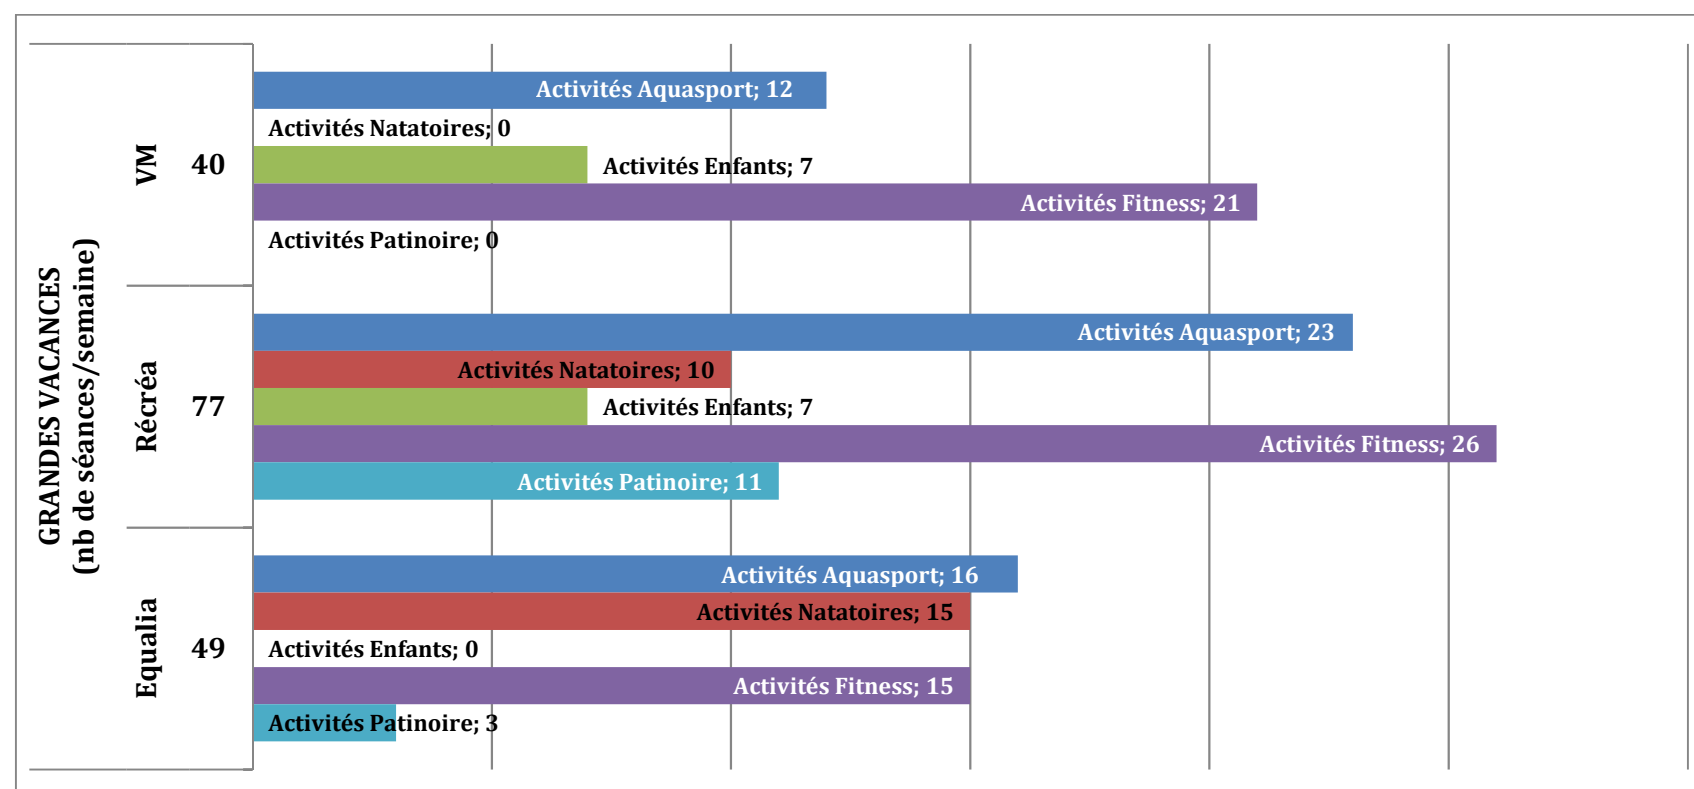 GRANDES VACANCES
(nb de séances/semaine)
VM
40
Activités Aquasport; 12
Activités Natatoires; 0
Activités Enfants; 7
Activités Fitness; 21
Activités Patinoire; 0
Récréa
77
Activités Aquasport; 23
Activités Natatoires; 10
Activités Enfants; 7
Activités Fitness; 26
Activités Patinoire; 11
Equalia
49
Activités Aquasport; 16
Activités Natatoires; 15
Activités Enfants; 0
Activités Fitness; 15
Activités Patinoire; 3